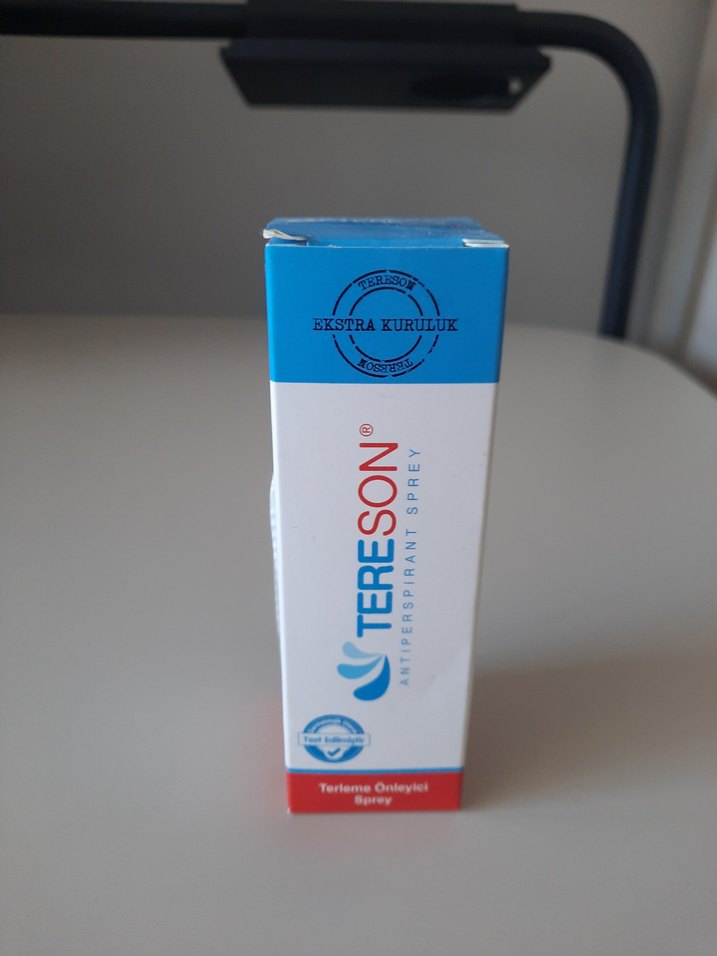 TERESON
EKSTRA KURULUK
TERESON
TERESON®
ANTIPERSPIRANT SPREY
Test Edilmiştir
Terleme Önleyici
Sprey